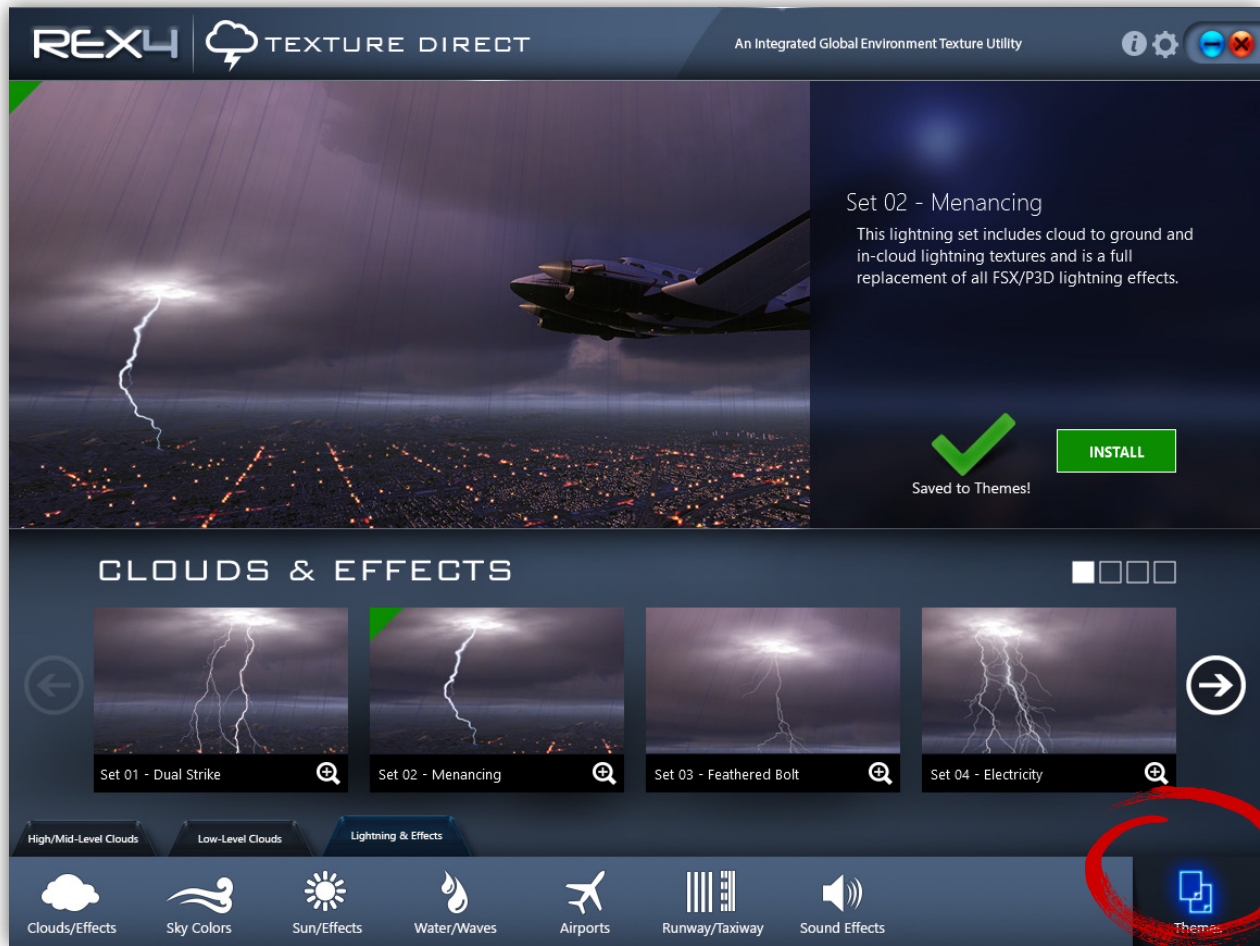 REX4 TEXTURE DIRECT
An Integrated Global Environment Texture Utility
Set 02 - Menancing
This lightning set includes cloud to ground and
in-cloud lightning textures and is a full
replacement of all FSX/P3D lightning effects.
INSTALL
Saved to Themes!
CLOUDS & EFFECTS
Set 01 - Dual Strike
Set 02 - Menancing
Set 03 - Feathered Bolt
Set 04 - Electricity
High/Mid-Level Clouds
Low-Level Clouds
Lightning & Effects
Clouds/Effects
Sky Colors
Sun/Effects
Water/Waves
Airports
Runway/Taxiway
Sound Effects
Themes